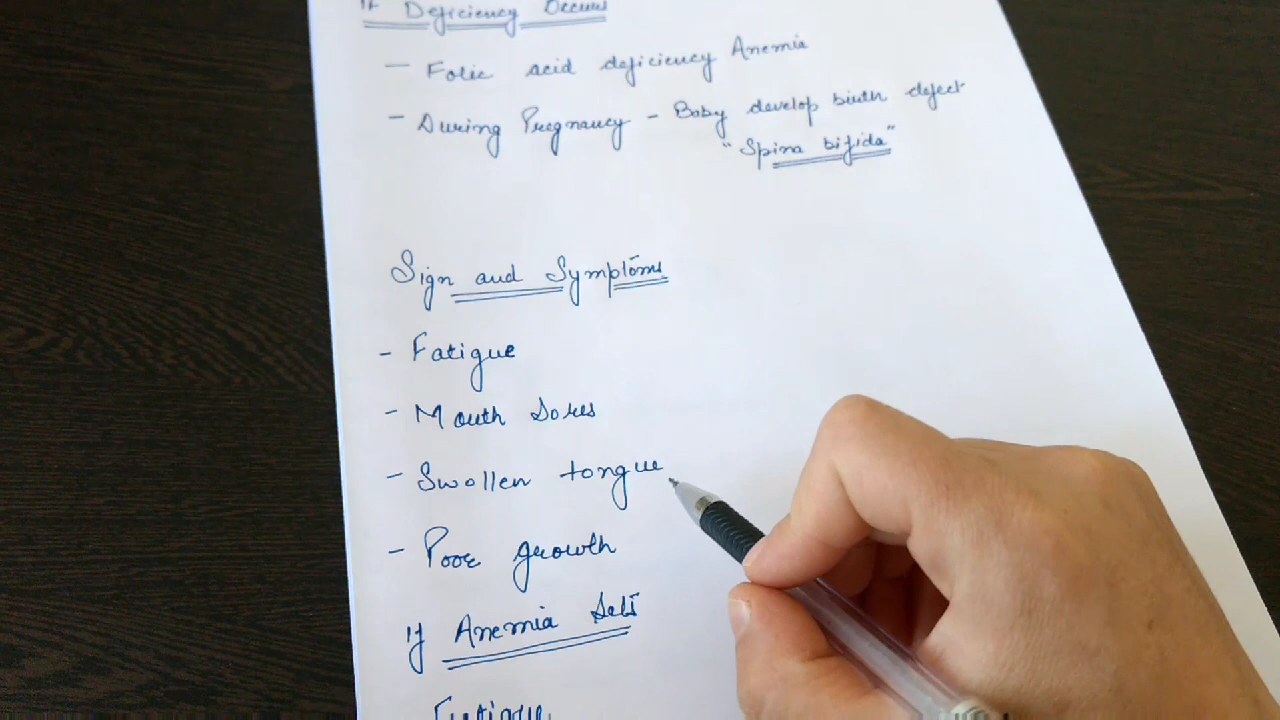 If Deficiency Occurs
- Folic acid deficiency Anemia
- During Pregnancy - Baby develop birth defect
"Spina bifida"
Sign and Symptoms
- Fatigue
- Mouth Sores
- Swollen tongue
- Poor growth
If Anemia Sets
Fatigue